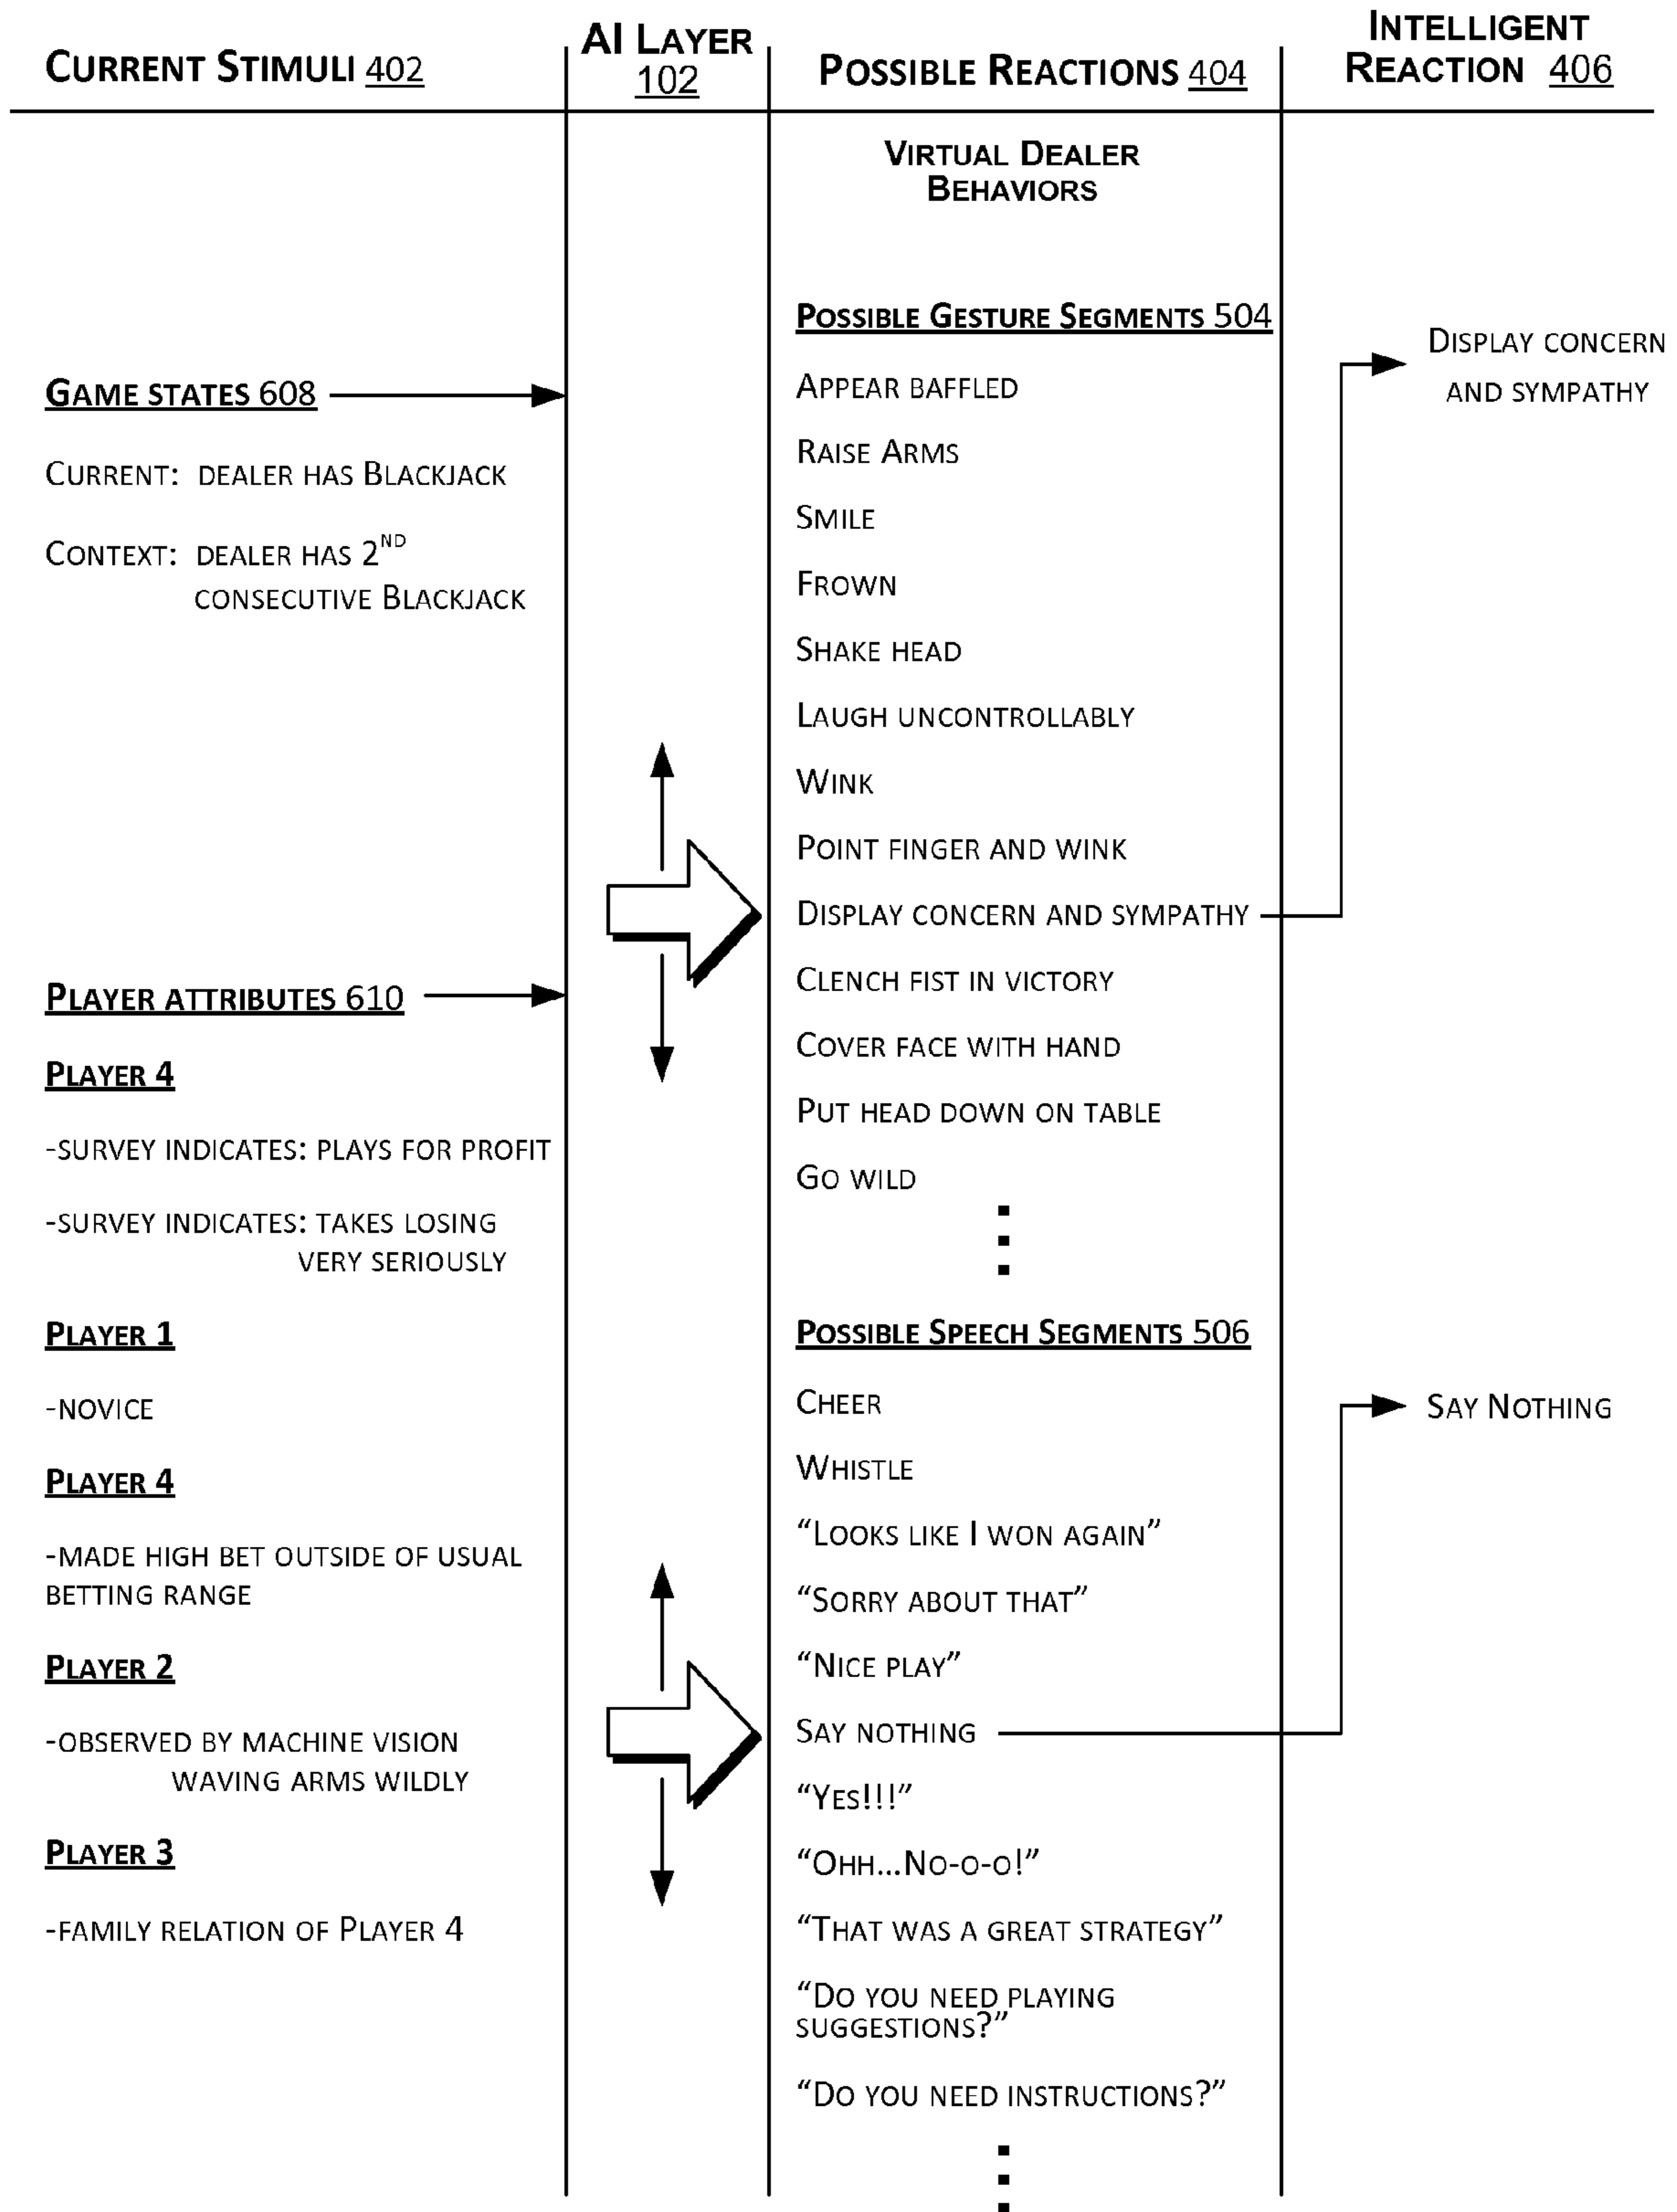 Current Stimuli 402
AI Layer
102
Possible Reactions 404
Intelligent
Reaction 406
Virtual Dealer
Behaviors
Game states 608
Current: dealer has Blackjack
Context: dealer has 2nd
consecutive Blackjack
Player attributes 610
Player 4
-survey indicates: plays for profit
-survey indicates: takes losing
very seriously
Player 1
-novice
Player 4
-made high bet outside of usual
betting range
Player 2
-observed by machine vision
waving arms wildly
Player 3
-family relation of Player 4
Possible Gesture Segments 504
Appear baffled
Raise Arms
Smile
Frown
Shake head
Laugh uncontrollably
Wink
Point finger and wink
Display concern and sympathy
Clench fist in victory
Cover face with hand
Put head down on table
Go wild
Possible Speech Segments 506
Cheer
Whistle
“Looks like I won again”
“Sorry about that”
“Nice play”
Say nothing
“Yes!!!”
“Ohh...No-o-o!”
“That was a great strategy”
“Do you need playing
suggestions?”
“Do you need instructions?”
Display concern
and sympathy
Say Nothing